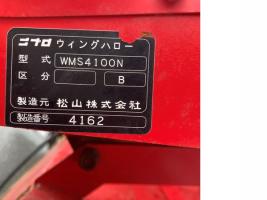 ニプロ ウイングハロー
型式 WMS4100N
区分 B
製造元 松山株式会社
製造番号 4162